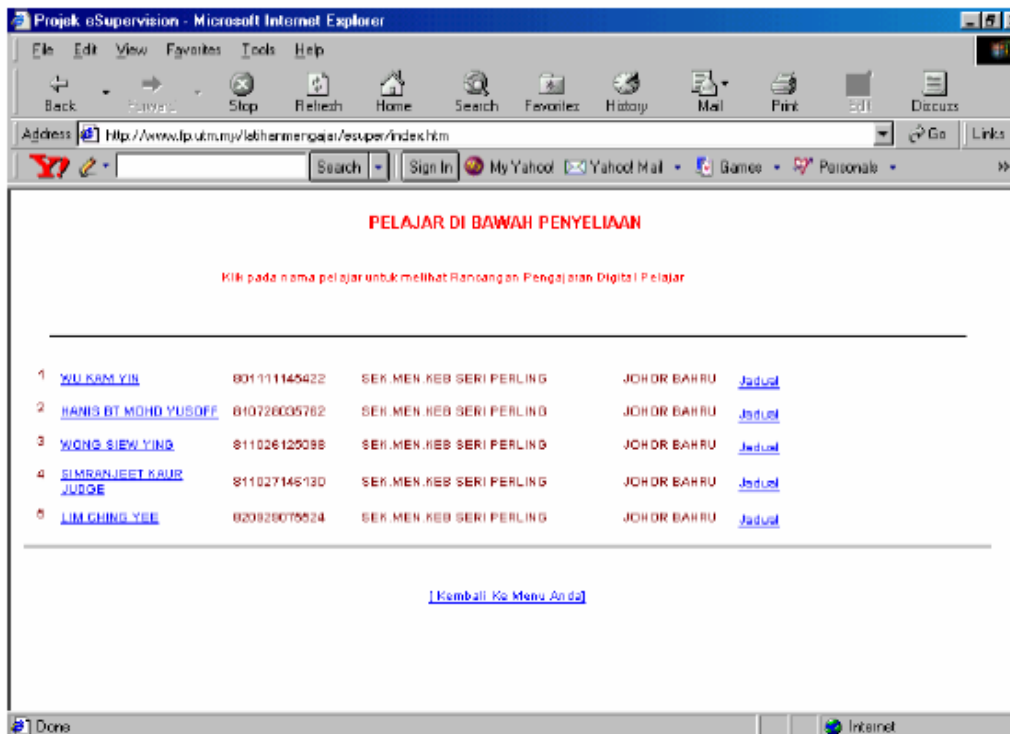 Projek eSupervision - Microsoft Internet Explorer
File Edit View Favorites Tools Help
Back Forward Stop Refresh Home Search Favorites History Mail Print Edit Discuss
Address http://www.fp.utm.my/latihanmengajar/esuper/index.htm Go Links
Y! Search Sign In My Yahoo! Yahoo! Mail Games Personals
PELAJAR DI BAWAH PENYELIAAN
Klik pada nama pelajar untuk melihat Rancangan Pengajaran Digital Pelajar
1 WU KAM YIN 801111145422 SEK.MEN.KEB SERI PERLING JOHOR BAHRU Jadual
2 HANIS BT MOHD YUSOFF 810728035762 SEK.MEN.KEB SERI PERLING JOHOR BAHRU Jadual
3 WONG SIEW YING 811026125098 SEK.MEN.KEB SERI PERLING JOHOR BAHRU Jadual
4 SIMRANJEET KAUR JUDGE 811027146130 SEK.MEN.KEB SERI PERLING JOHOR BAHRU Jadual
5 LIM CHING YEE 820928075524 SEK.MEN.KEB SERI PERLING JOHOR BAHRU Jadual
[ Kembali Ke Menu Anda]
Done Internet